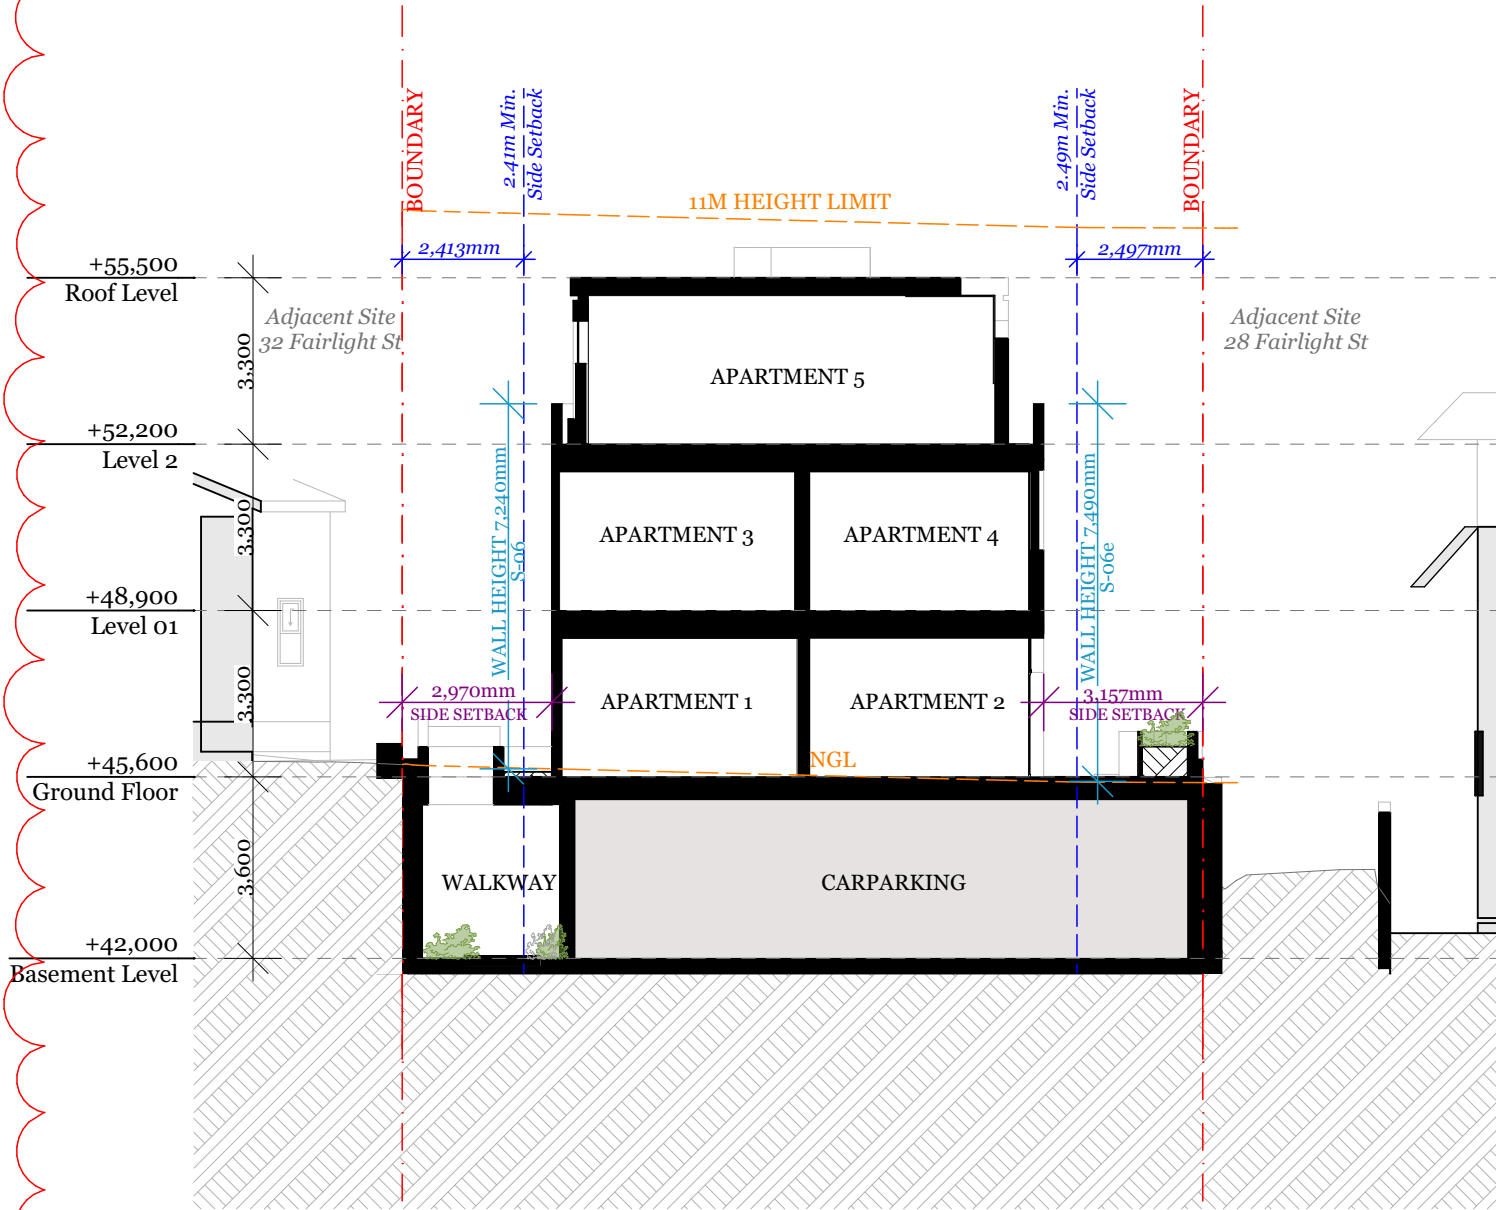 BOUNDARY
2.41m Min.
Side Setback
2.49m Min.
Side Setback
BOUNDARY
11M HEIGHT LIMIT
2,413mm
2,497mm
+55,500
Roof Level
Adjacent Site
32 Fairlight St
Adjacent Site
28 Fairlight St
3,300
APARTMENT 5
+52,200
Level 2
WALL HEIGHT 7,240mm
S-06
WALL HEIGHT 7,490mm
S-06e
3,300
APARTMENT 3
APARTMENT 4
+48,900
Level 01
3,300
2,970mm
SIDE SETBACK
APARTMENT 1
APARTMENT 2
3,157mm
SIDE SETBACK
NGL
+45,600
Ground Floor
3,600
WALKWAY
CARPARKING
+42,000
Basement Level